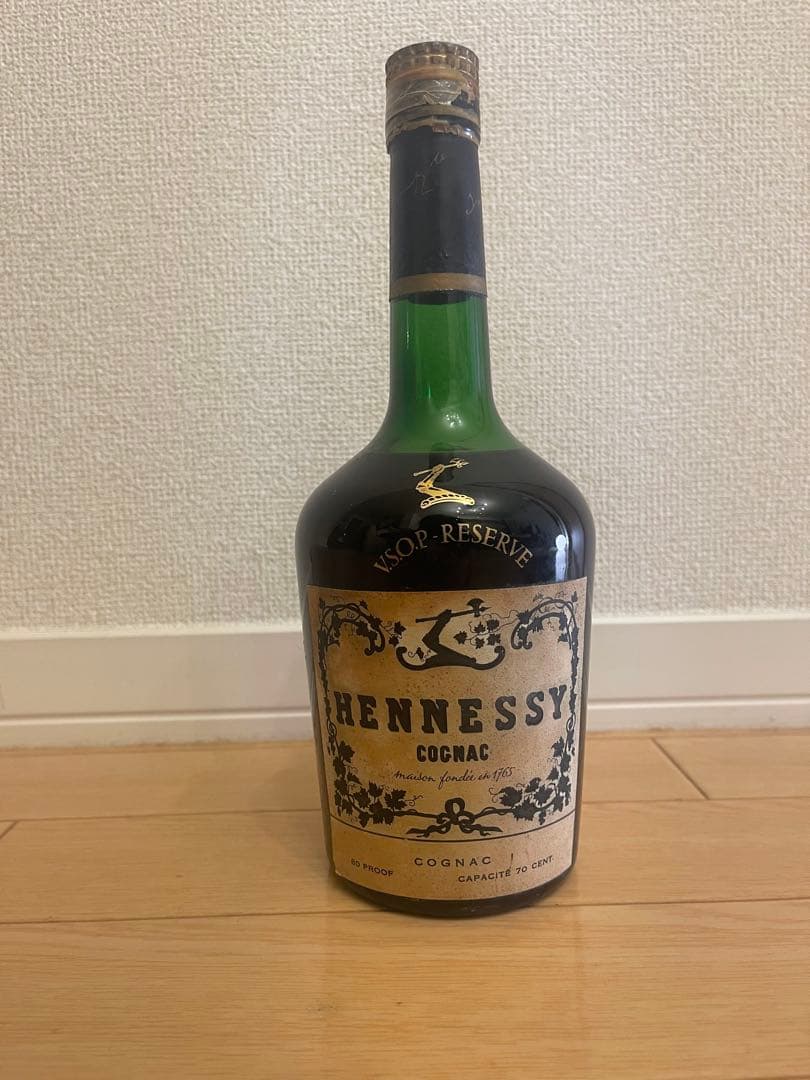 V.S.O.P - RESERVE
HENNESSY
COGNAC
maison fondée en 1765
COGNAC
80 PROOF
CAPACITÉ 70 CENT.